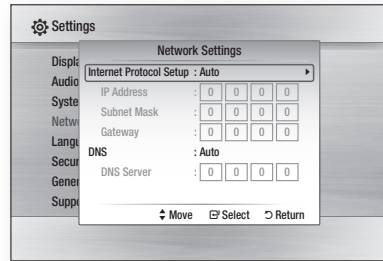 Settings
Network Settings
Internet Protocol Setup : Auto
IP Address : 0 0 0 0
Subnet Mask : 0 0 0 0
Gateway : 0 0 0 0
DNS : Auto
DNS Server : 0 0 0 0
Move Select Return
Displa
Audio
Syste
Netwo
Langu
Secur
Gener
Suppo